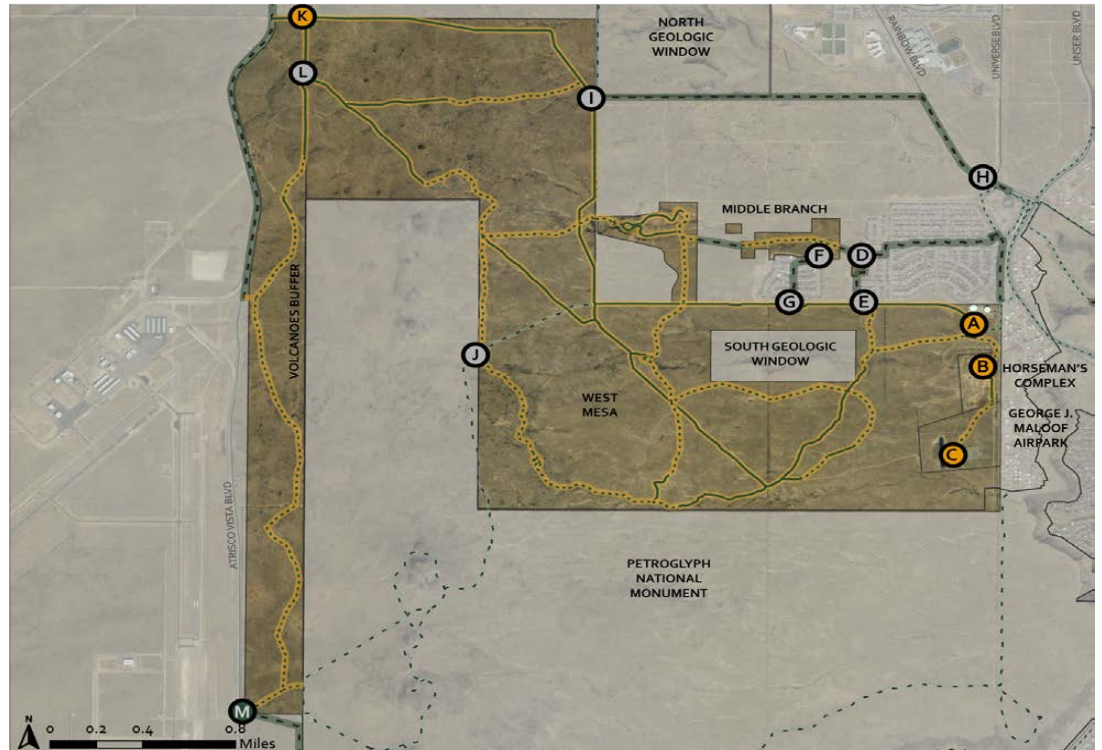 K
NORTH
GEOLOGIC
WINDOW
RAINBOW BLVD
UNIVERSE BLVD
UNSER BLVD
L
I
H
MIDDLE BRANCH
F
D
G
E
A
VOLCANOES BUFFER
J
SOUTH GEOLOGIC
WINDOW
B
HORSEMAN'S
COMPLEX
WEST
MESA
GEORGE J.
MALOOF
AIRPARK
C
ATRISCO VISTA BLVD
PETROGLYPH
NATIONAL
MONUMENT
M
N
0 0.2 0.4 0.8
Miles